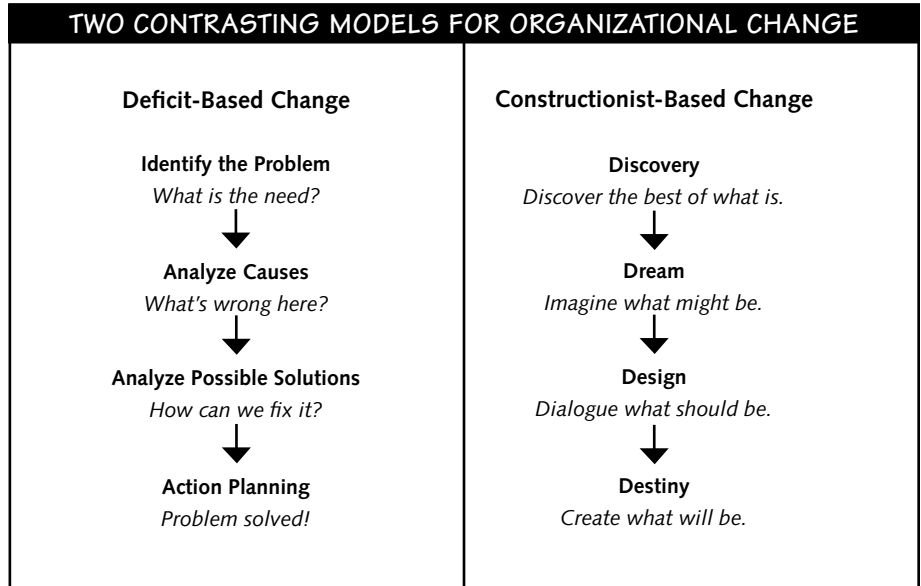 TWO CONTRASTING MODELS FOR ORGANIZATIONAL CHANGE
Deficit-Based Change
Identify the Problem
What is the need?
Analyze Causes
What's wrong here?
Analyze Possible Solutions
How can we fix it?
Action Planning
Problem solved!
Constructionist-Based Change
Discovery
Discover the best of what is.
Dream
Imagine what might be.
Design
Dialogue what should be.
Destiny
Create what will be.